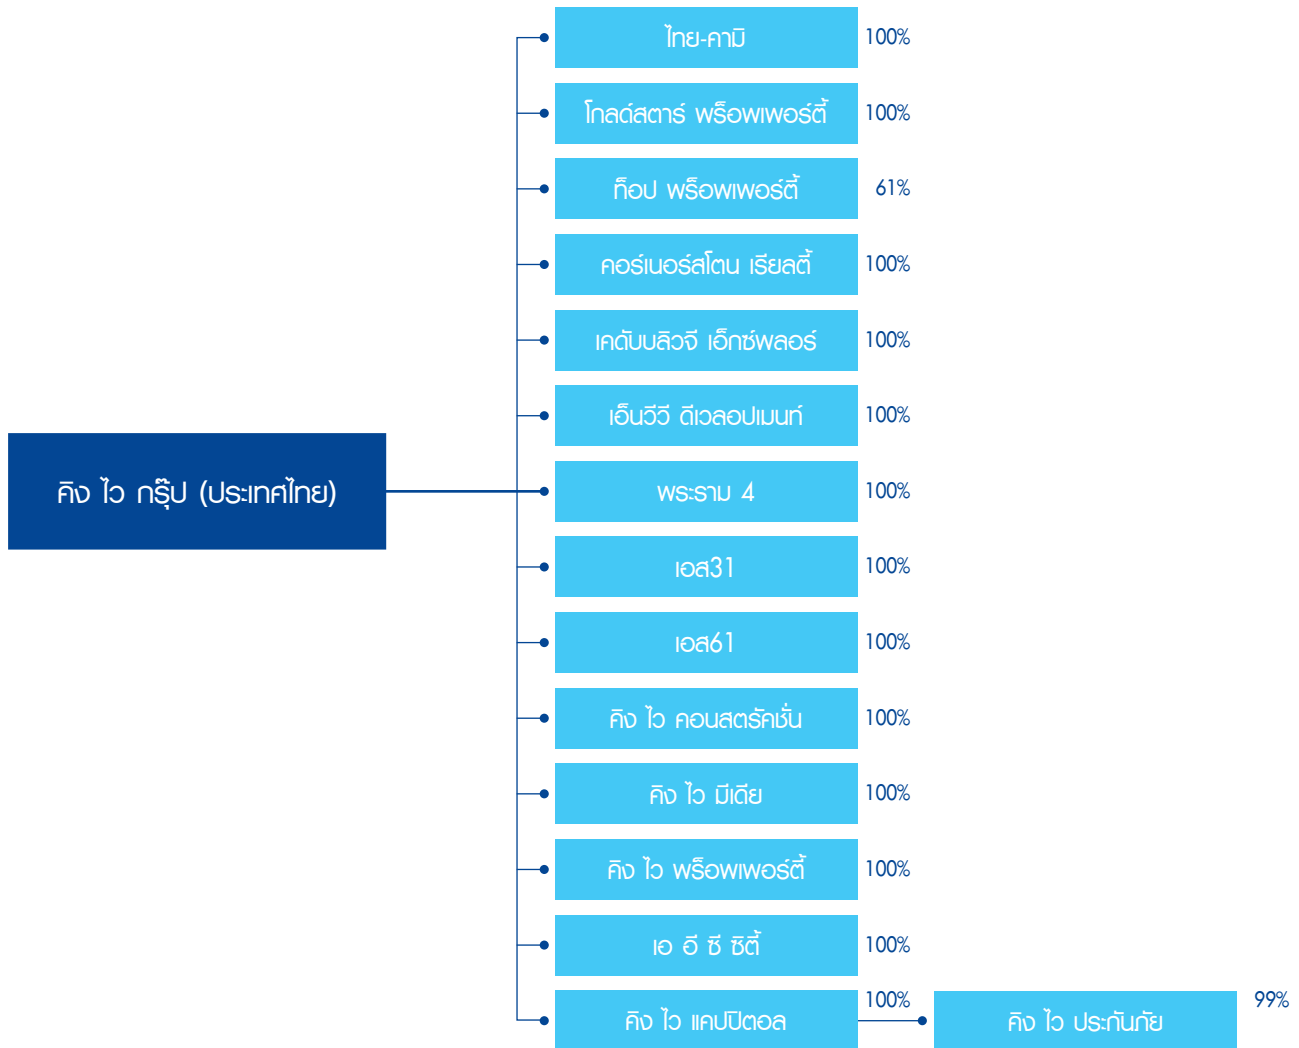 ไทย-คามิ 100%
โกลด์สตาร์ พร็อพเพอร์ตี้ 100%
ท็อป พร็อพเพอร์ตี้ 61%
คอร์เนอร์สโตน เรียลตี้ 100%
เคดับบลิวจี เอ็กซ์พลอร์ 100%
เอ็นวีวี ดีเวลอปเมนท์ 100%
คิง ไว กรุ๊ป (ประเทศไทย)
พระราม 4 100%
เอส31 100%
เอส61 100%
คิง ไว คอนสตรัคชั่น 100%
คิง ไว มีเดีย 100%
คิง ไว พร็อพเพอร์ตี้ 100%
เอ อี ซี ซิตี้ 100%
คิง ไว แคปปิตอล 100%
คิง ไว ประกันภัย 99%